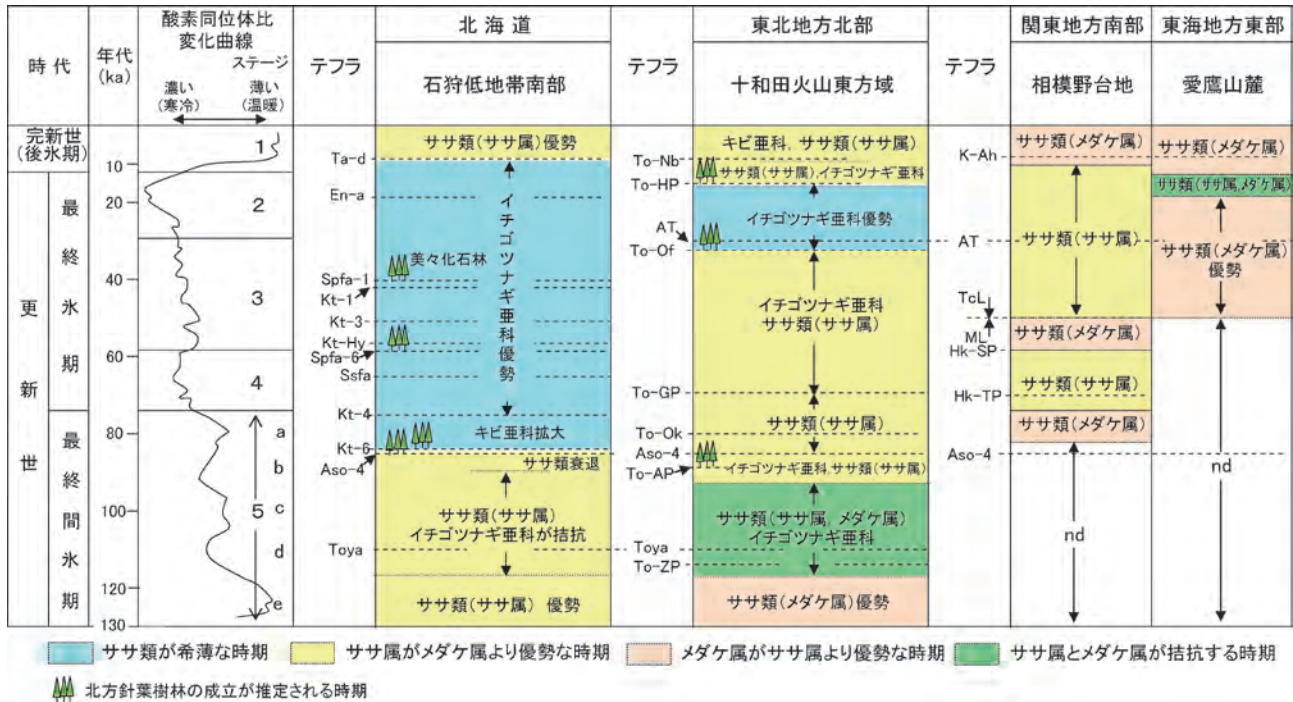 時代
年代
(ka)
酸素同位体比
変化曲線
ステージ
濃い
(寒冷)
薄い
(温暖)
テフラ
北海道
石狩低地帯南部
テフラ
東北地方北部
十和田火山東方域
テフラ
関東地方南部
相模野台地
東海地方東部
愛鷹山麓
完新世
(後氷期)
更新世
最終氷期
最終間氷期
10
20
40
60
80
100
120
130
1
2
3
4
5
a
b
c
d
e
Ta-d
En-a
Spfa-1
Kt-1
Kt-3
Kt-Hy
Spfa-6
Ssfa
Kt-4
Kt-6
Aso-4
Toya
ササ類(ササ属)優勢
イチゴツナギ亜科優勢
美々化石林
キビ亜科拡大
ササ類衰退
ササ類(ササ属)
イチゴツナギ亜科が拮抗
ササ類(ササ属) 優勢
To-Nb
To-HP
AT
To-Of
To-GP
To-Ok
Aso-4
To-AP
Toya
To-ZP
キビ亜科, ササ類(ササ属)
ササ類(ササ属),イチゴツナギ亜科
イチゴツナギ亜科優勢
イチゴツナギ亜科
ササ類(ササ属)
ササ類(ササ属)
イチゴツナギ亜科,ササ類(ササ属)
ササ類(ササ属, メダケ属)
イチゴツナギ亜科
ササ類(メダケ属)優勢
K-Ah
AT
TcL
ML
Hk-SP
Hk-TP
Aso-4
ササ類(メダケ属)
ササ類(ササ属)
ササ類(メダケ属)
ササ類(ササ属)
ササ類(メダケ属)
nd
ササ類(メダケ属)
ササ類(ササ属,メダケ属)
ササ類(メダケ属)
優勢
nd
ササ類が希薄な時期
ササ属がメダケ属より優勢な時期
メダケ属がササ属より優勢な時期
ササ属とメダケ属が拮抗する時期
北方針葉樹林の成立が推定される時期